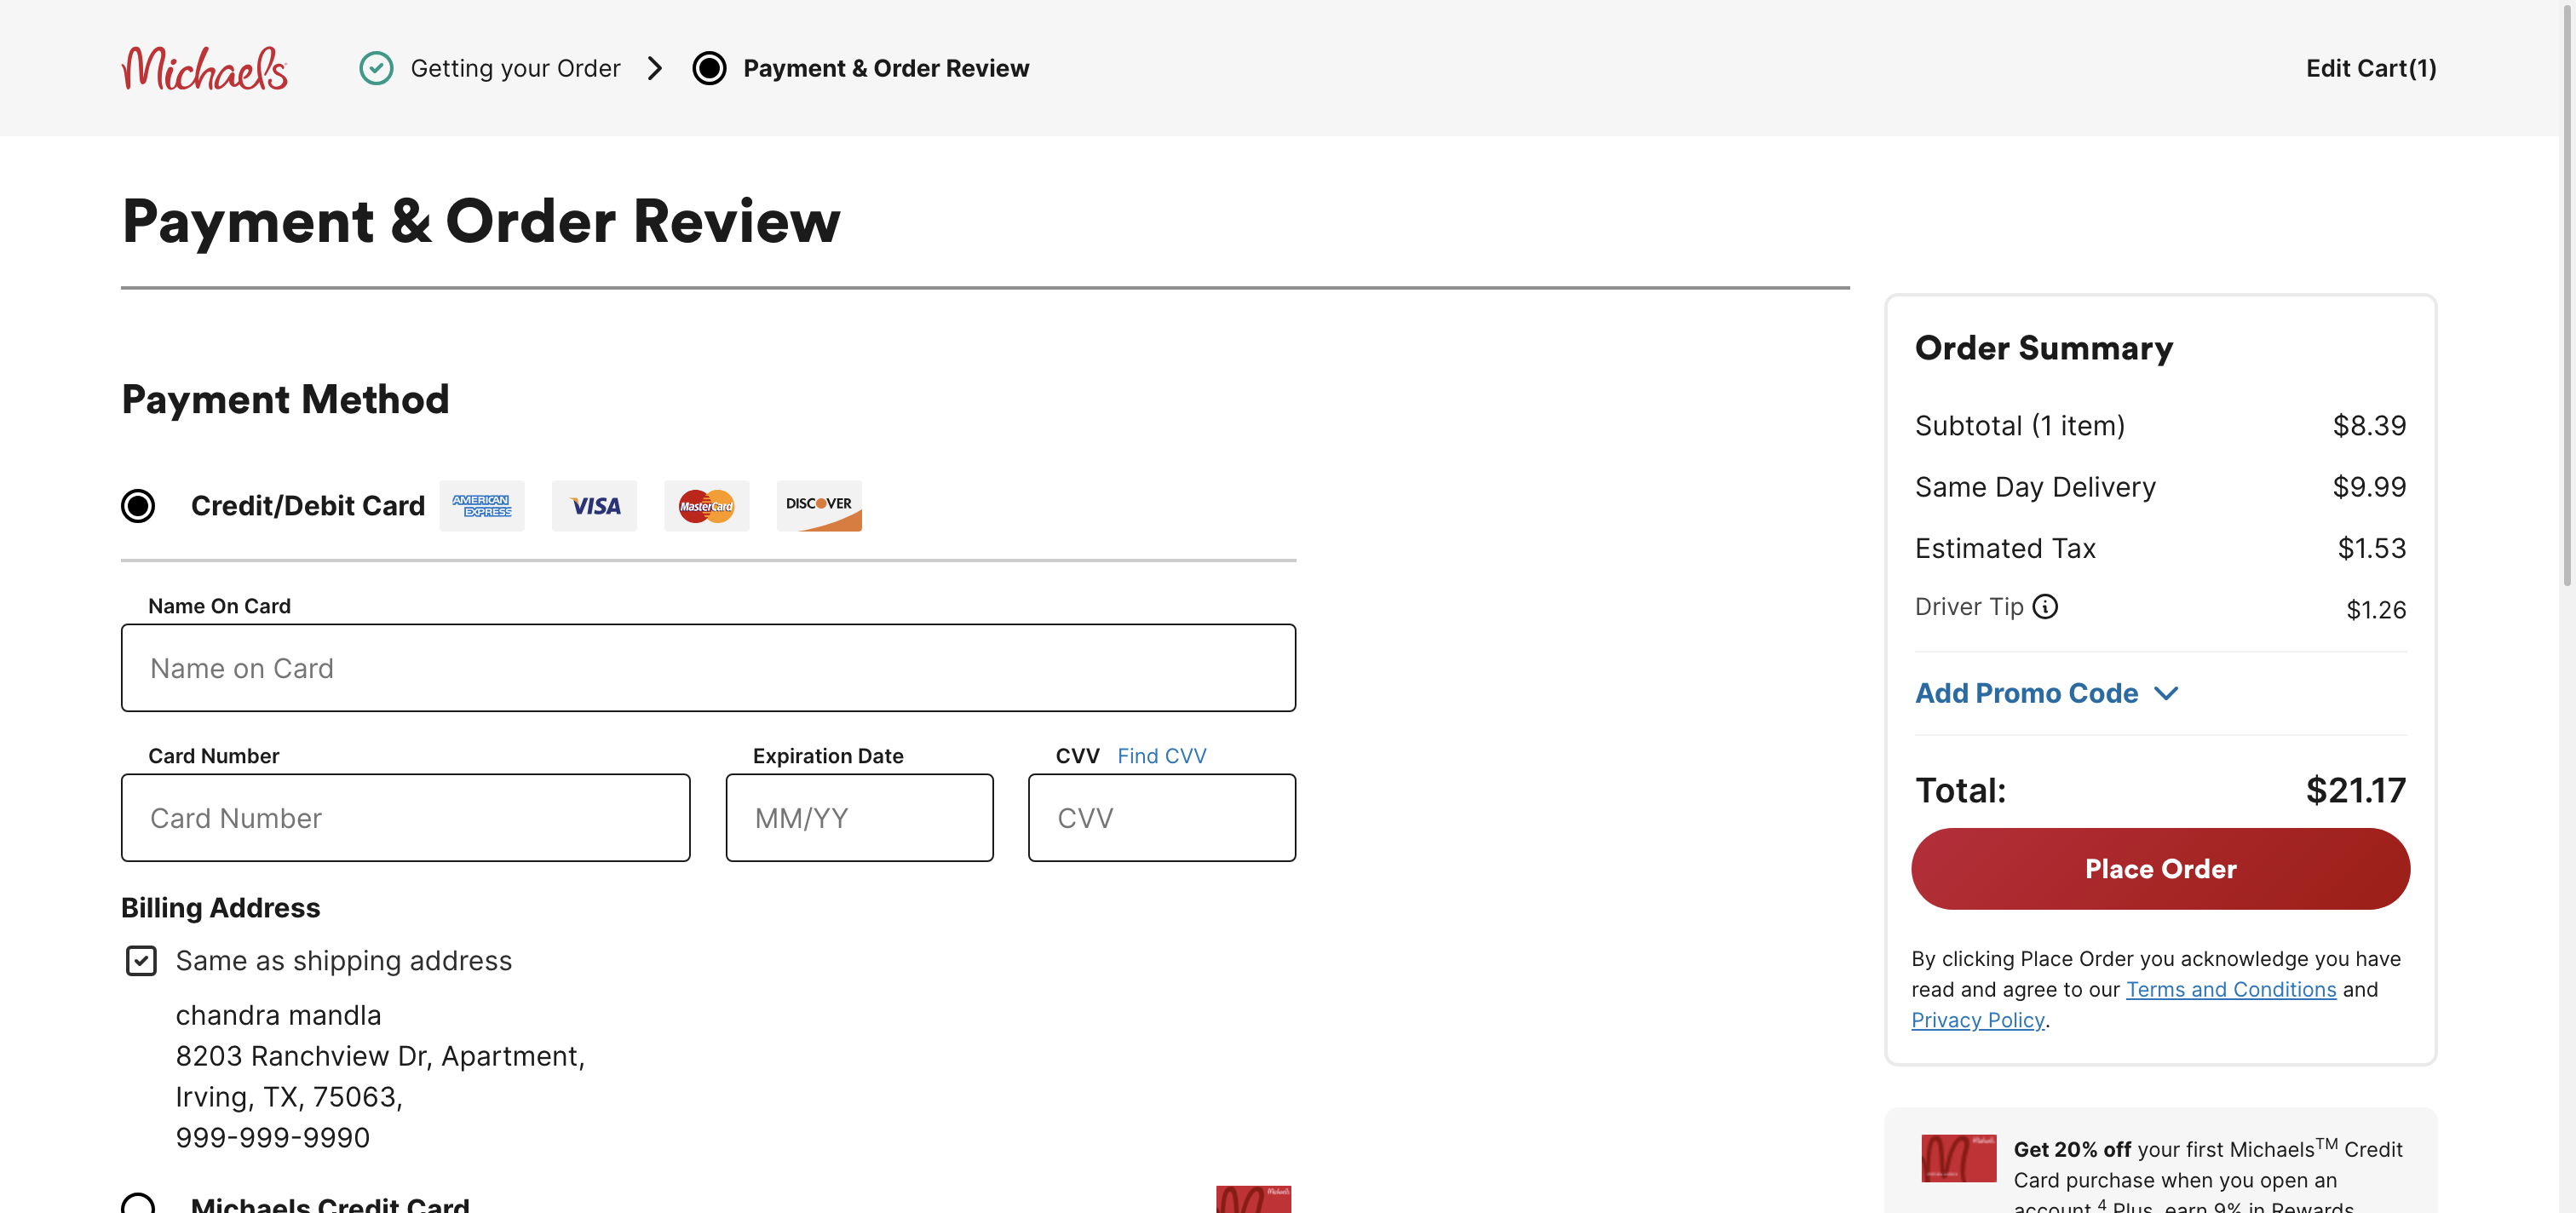 Michaels
Getting your Order
Payment & Order Review
Edit Cart(1)
Payment & Order Review
Payment Method
Credit/Debit Card
AMERICAN EXPRESS
VISA
MasterCard
DISCOVER
Name On Card
Name on Card
Card Number
Expiration Date
CVV Find CVV
Card Number
MM/YY
CVV
Billing Address
Same as shipping address
chandra mandla
8203 Ranchview Dr, Apartment,
Irving, TX, 75063,
999-999-9990
Michaels Credit Card
Michaels
Order Summary
Subtotal (1 item) $8.39
Same Day Delivery $9.99
Estimated Tax $1.53
Driver Tip $1.26
Add Promo Code
Total: $21.17
Place Order
By clicking Place Order you acknowledge you have
read and agree to our Terms and Conditions and
Privacy Policy.
Michaels
Get 20% off your first Michaels™ Credit
Card purchase when you open an
account.4 Plus, earn 9% in Rewards